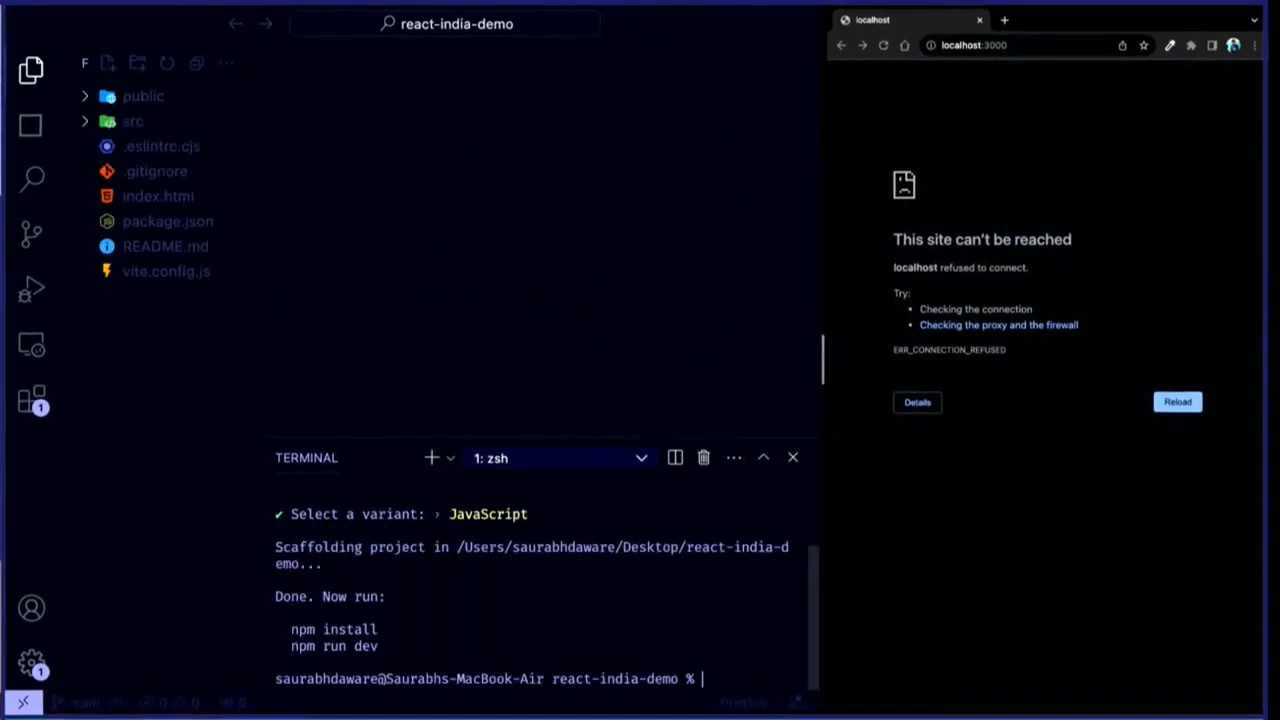 react-india-demo
F
public
src
.eslintrc.cjs
.gitignore
index.html
package.json
README.md
vite.config.js
1
1
TERMINAL
1: zsh
✔ Select a variant: › JavaScript
Scaffolding project in /Users/saurabhdaware/Desktop/react-india-d
emo...
Done. Now run:
npm install
npm run dev
saurabhdaware@Saurabhs-MacBook-Air react-india-demo %
localhost
localhost:3000
This site can't be reached
localhost refused to connect.
Try:
• Checking the connection
• Checking the proxy and the firewall
ERR_CONNECTION_REFUSED
Details
Reload